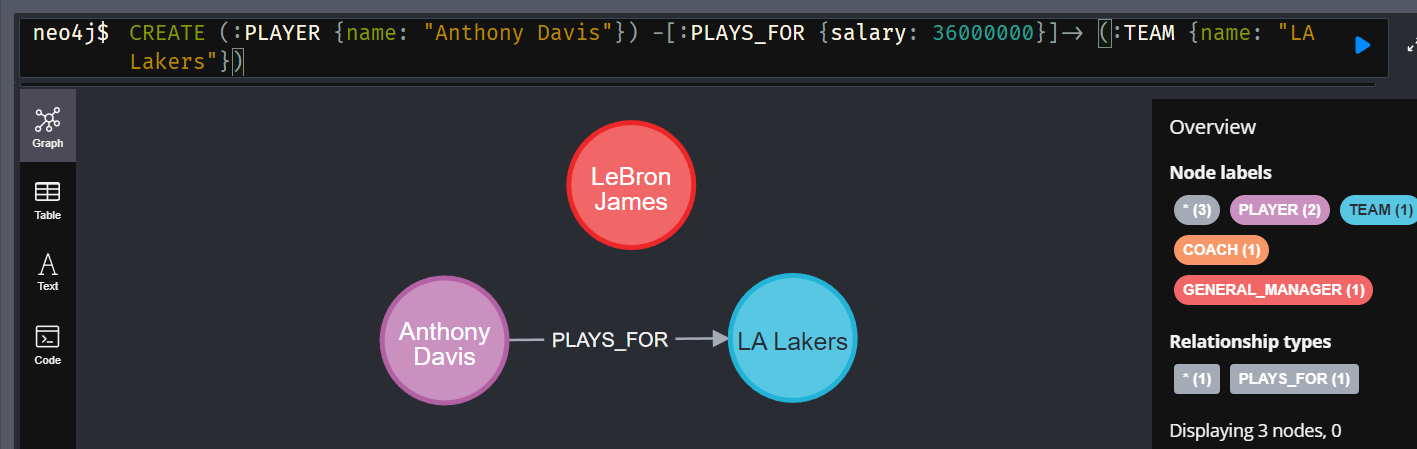 neo4j$ CREATE (:PLAYER {name: "Anthony Davis"}) -[:PLAYS_FOR {salary: 36000000}]-> (:TEAM {name: "LA
Lakers"})
Graph
Table
Text
Code
LeBron
James
Anthony
Davis
PLAYS_FOR
LA Lakers
Overview
Node labels
* (3) PLAYER (2) TEAM (1)
COACH (1)
GENERAL_MANAGER (1)
Relationship types
* (1) PLAYS_FOR (1)
Displaying 3 nodes, 0